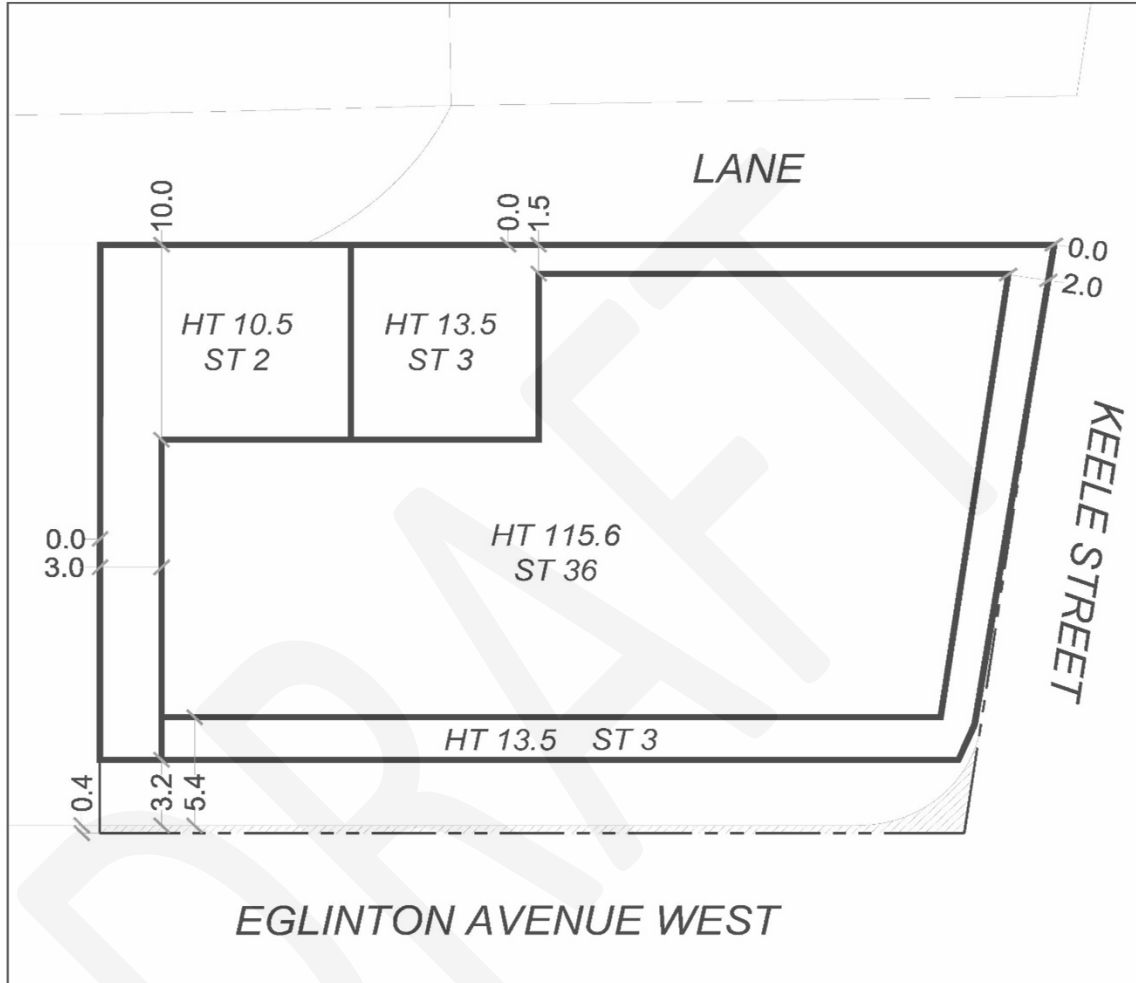 LANE
10.0
0.0
1.5
0.0
2.0
HT 10.5
ST 2
HT 13.5
ST 3
KEELE STREET
0.0
3.0
HT 115.6
ST 36
HT 13.5 ST 3
0.4
3.2
5.4
EGLINTON AVENUE WEST
DRAFT